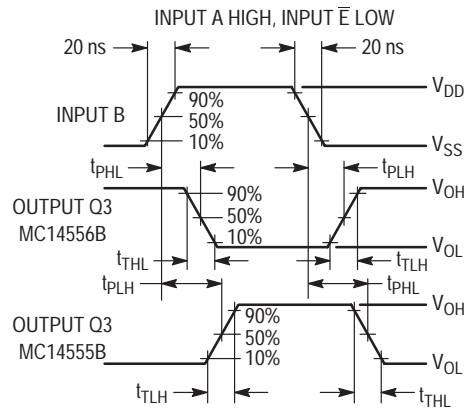 INPUT A HIGH, INPUT E̅ LOW
20 ns
20 ns
V_DD
INPUT B
90%
50%
10%
V_SS
t_PHL
t_PLH
V_OH
OUTPUT Q3
MC14556B
90%
50%
10%
V_OL
t_THL
t_TLH
t_PLH
t_PHL
V_OH
OUTPUT Q3
MC14555B
90%
50%
10%
V_OL
t_TLH
t_THL